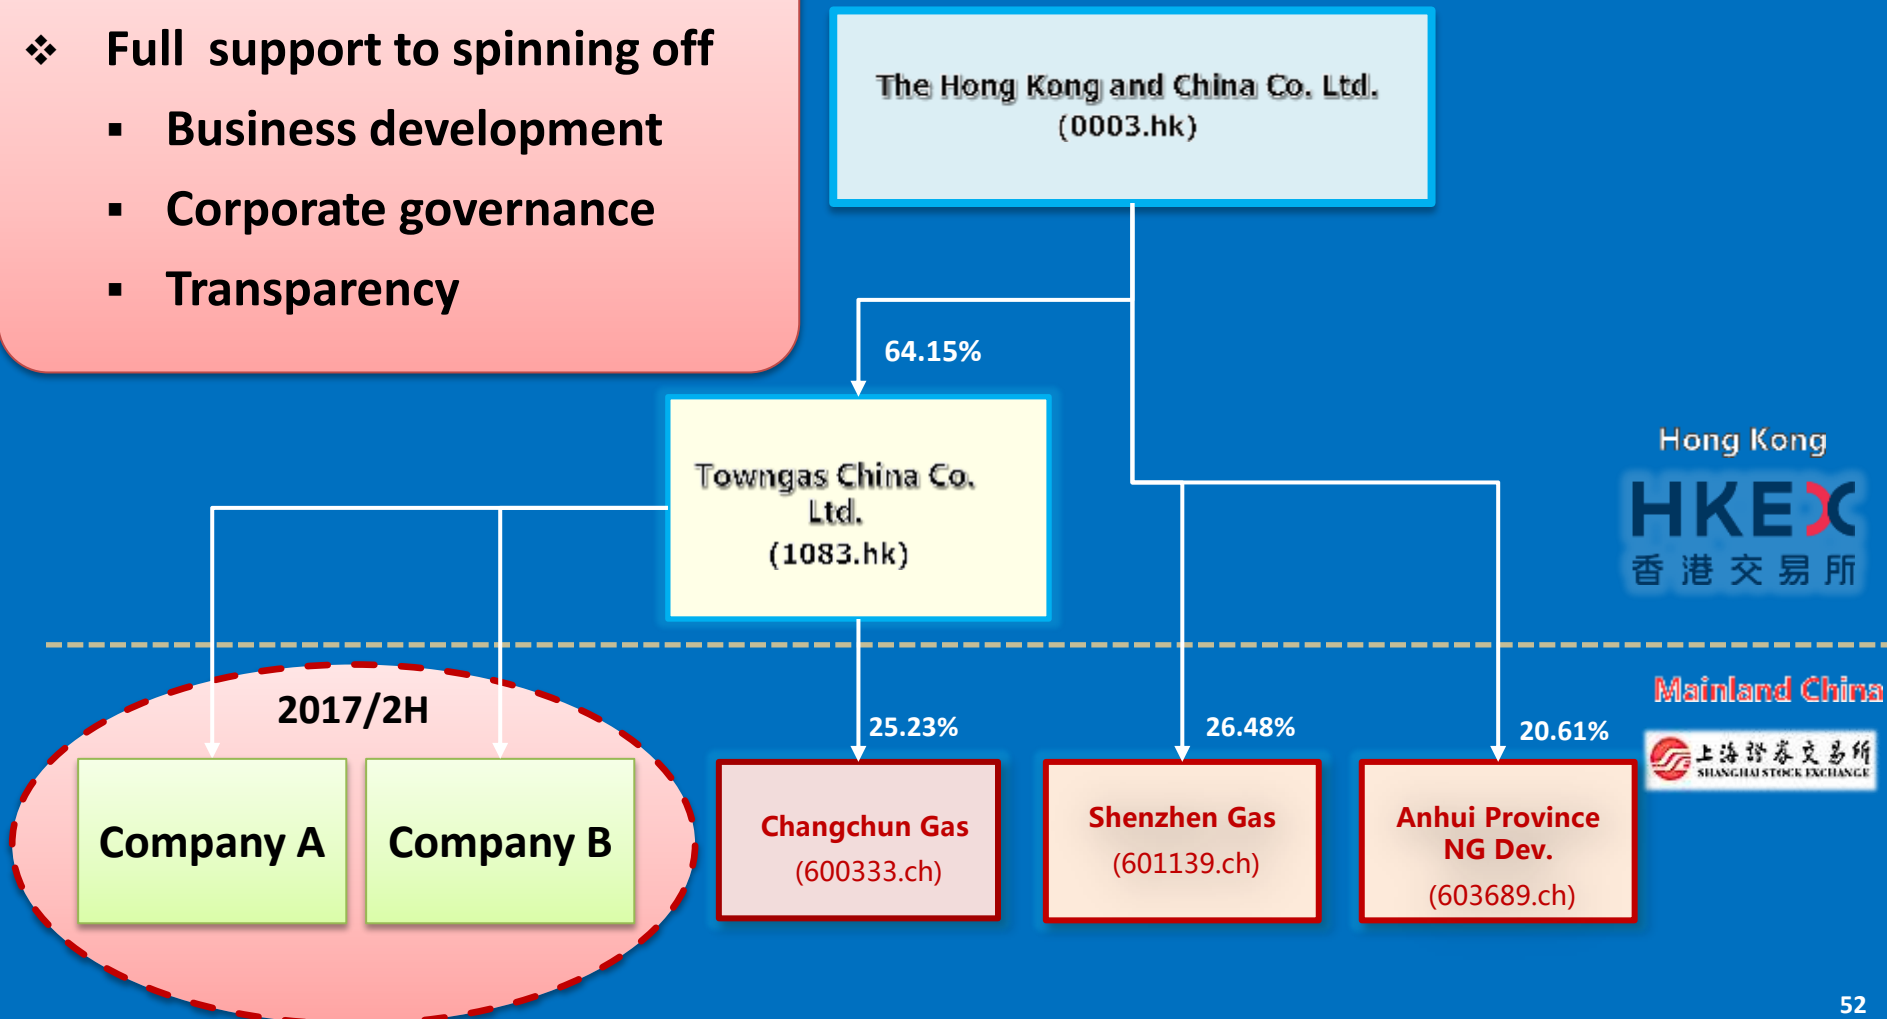 ❖ Full support to spinning off
▪ Business development
▪ Corporate governance
▪ Transparency
The Hong Kong and China Co. Ltd.
(0003.hk)
64.15%
Towngas China Co.
Ltd.
(1083.hk)
Hong Kong
HKEX
香港交易所
Mainland China
上海證券交易所
SHANGHAI STOCK EXCHANGE
2017/2H
Company A
Company B
25.23%
Changchun Gas
(600333.ch)
26.48%
Shenzhen Gas
(601139.ch)
20.61%
Anhui Province
NG Dev.
(603689.ch)
52